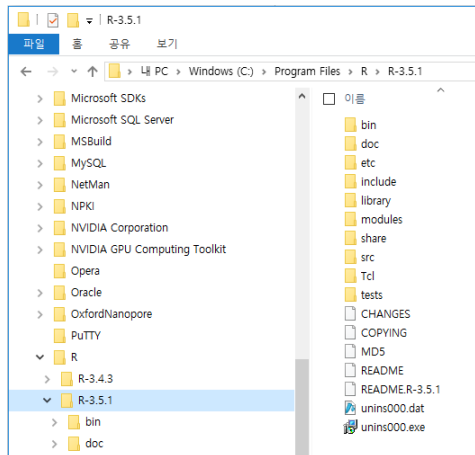 R-3.5.1
파일 홈 공유 보기
내 PC > Windows (C:) > Program Files > R > R-3.5.1
Microsoft SDKs
Microsoft SQL Server
MSBuild
MySQL
NetMan
NPKI
NVIDIA Corporation
NVIDIA GPU Computing Toolkit
Opera
Oracle
OxfordNanopore
PuTTY
R
R-3.4.3
R-3.5.1
bin
doc
이름
bin
doc
etc
include
library
modules
share
src
Tcl
tests
CHANGES
COPYING
MD5
README
README.R-3.5.1
unins000.dat
unins000.exe